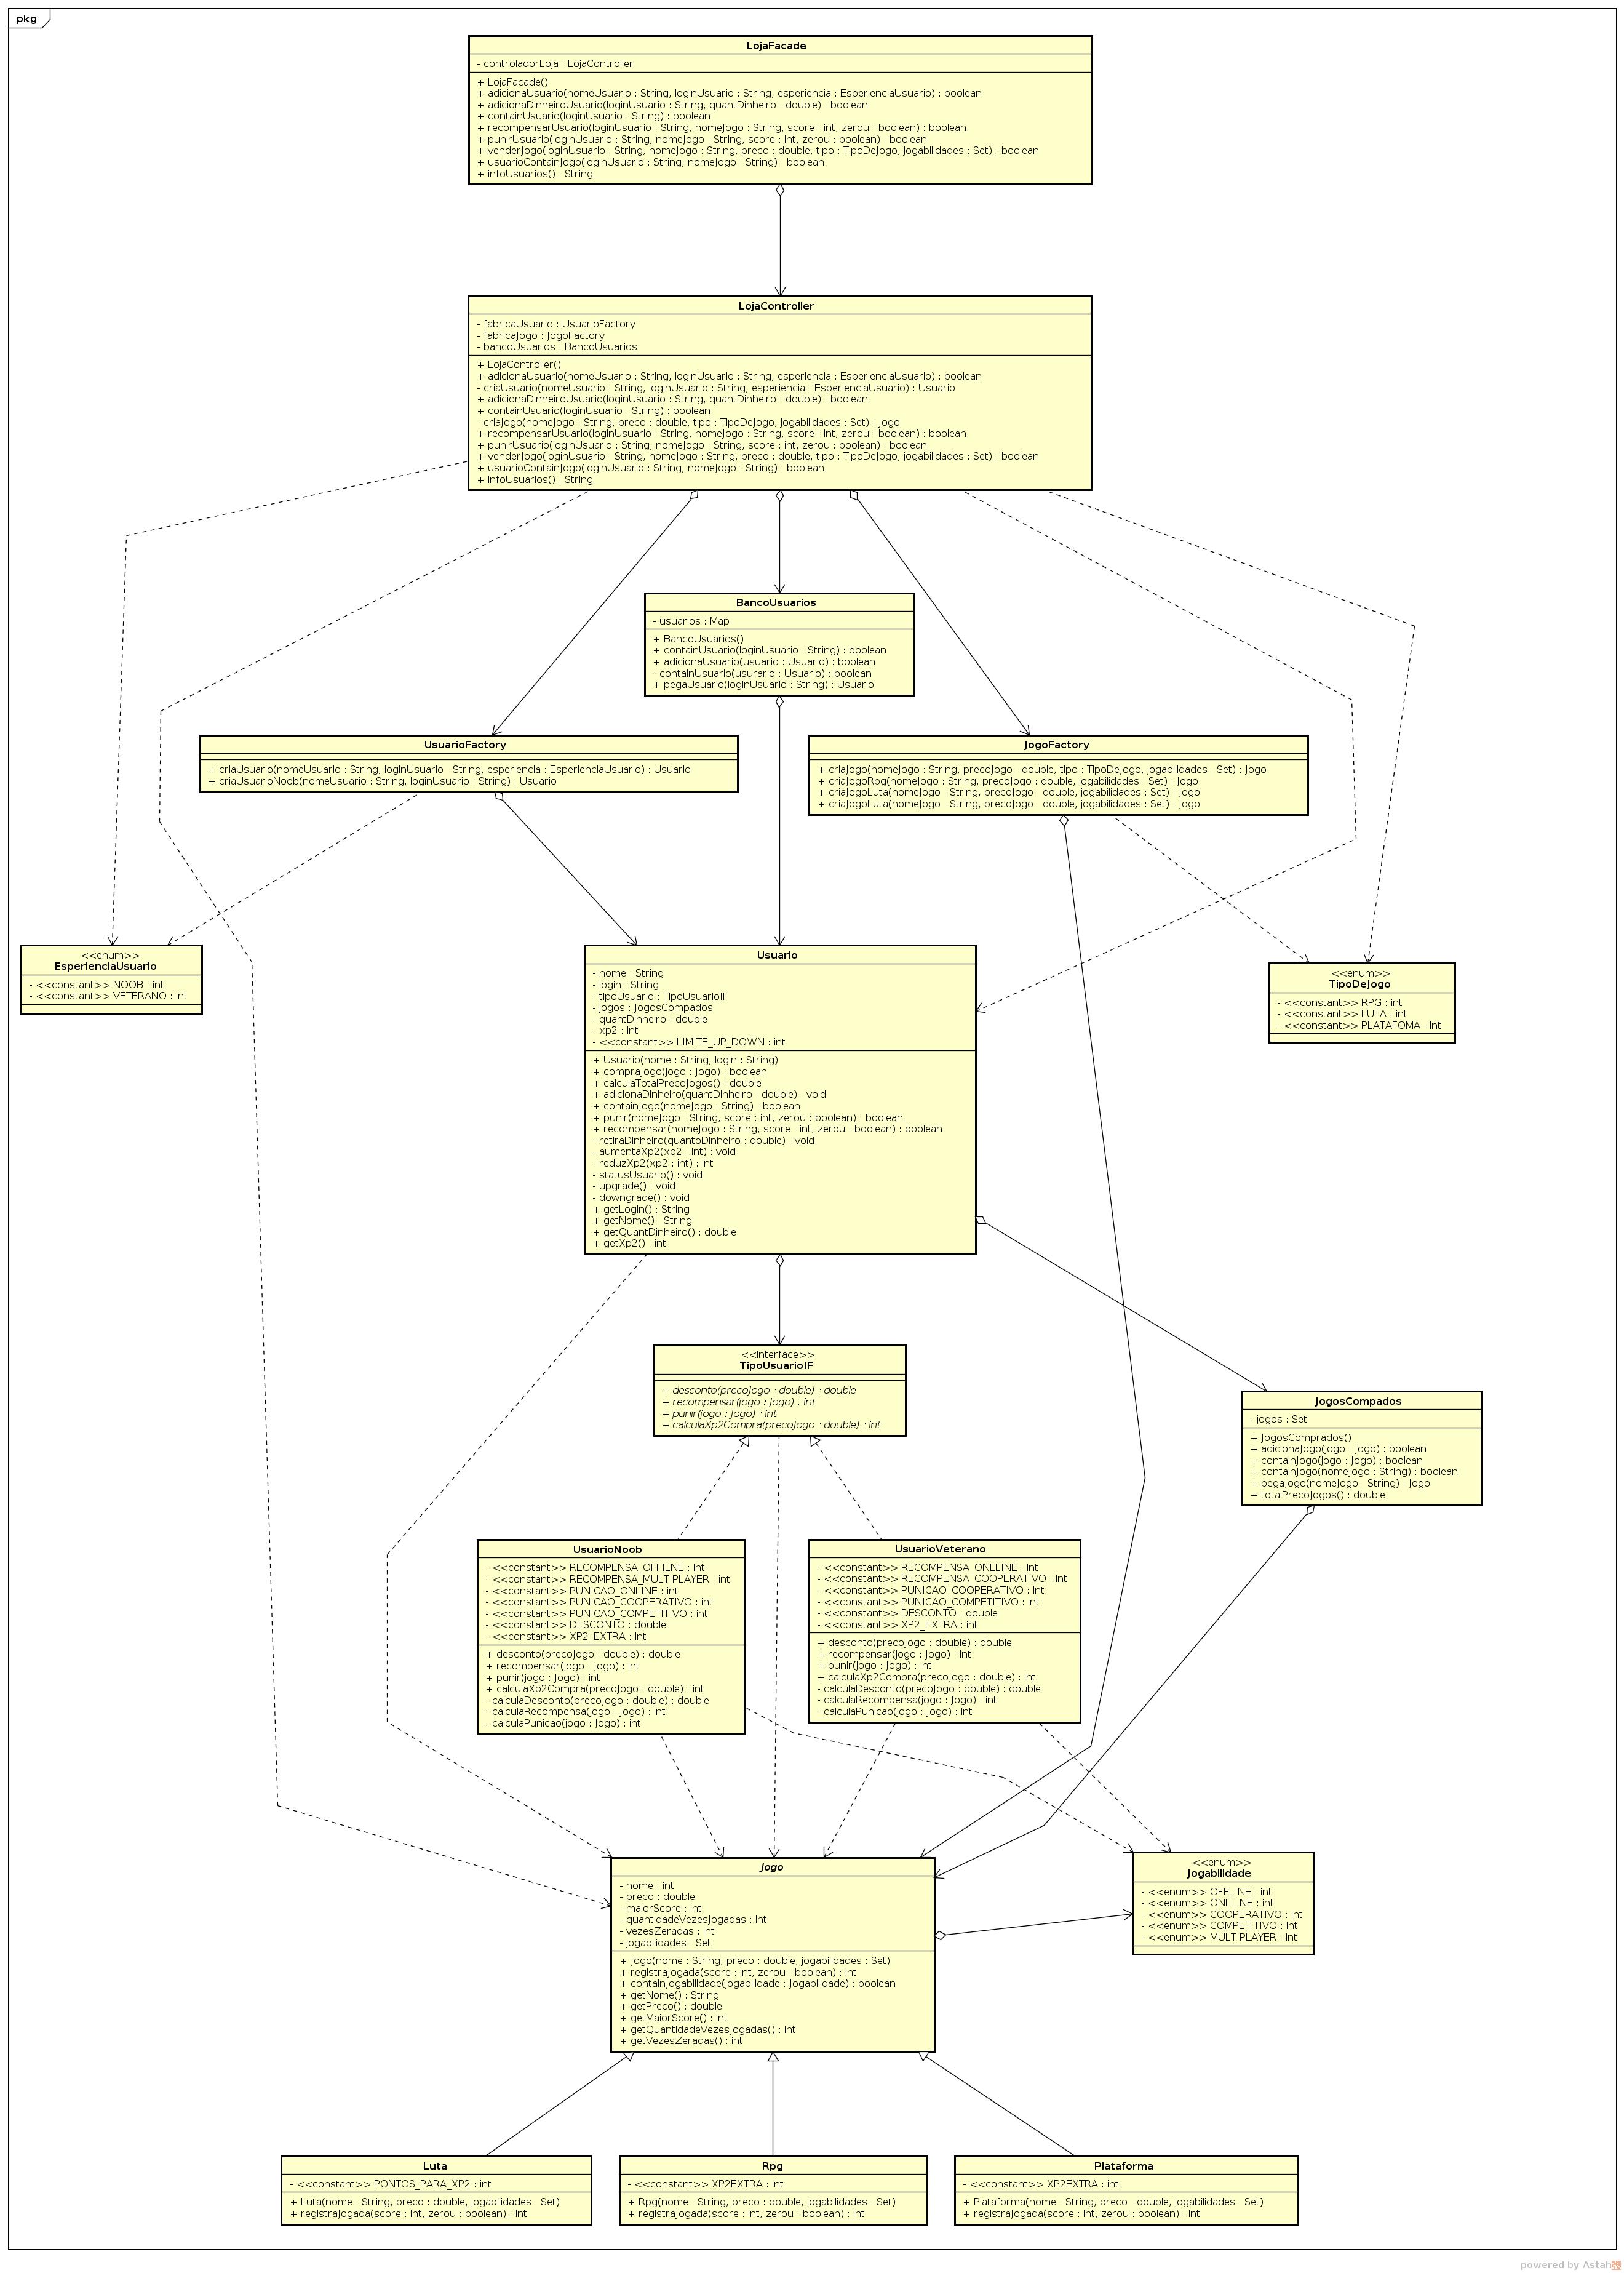 pkg
LojaFacade
- controladorLoja : LojaController
+ LojaFacade()
+ adicionaUsuario(nomeUsuario : String, loginUsuario : String, esperiencia : EsperienciaUsuario) : boolean
+ adicionaDinheiroUsuario(loginUsuario : String, quantDinheiro : double) : boolean
+ containUsuario(loginUsuario : String) : boolean
+ recompensarUsuario(loginUsuario : String, nomeJogo : String, score : int, zerou : boolean) : boolean
+ punirUsuario(loginUsuario : String, nomeJogo : String, score : int, zerou : boolean) : boolean
+ venderJogo(loginUsuario : String, nomeJogo : String, preco : double, tipo : TipoDeJogo, jogabilidades : Set) : boolean
+ usuarioContainJogo(loginUsuario : String, nomeJogo : String) : boolean
+ infoUsuarios() : String
LojaController
- fabricaUsuario : UsuarioFactory
- fabricaJogo : JogoFactory
- bancoUsuarios : BancoUsuarios
+ LojaController()
+ adicionaUsuario(nomeUsuario : String, loginUsuario : String, esperiencia : EsperienciaUsuario) : boolean
- criaUsuario(nomeUsuario : String, loginUsuario : String, esperiencia : EsperienciaUsuario) : Usuario
+ adicionaDinheiroUsuario(loginUsuario : String, quantDinheiro : double) : boolean
+ containUsuario(loginUsuario : String) : boolean
- criaJogo(nomeJogo : String, preco : double, tipo : TipoDeJogo, jogabilidades : Set) : Jogo
+ recompensarUsuario(loginUsuario : String, nomeJogo : String, score : int, zerou : boolean) : boolean
+ punirUsuario(loginUsuario : String, nomeJogo : String, score : int, zerou : boolean) : boolean
+ venderJogo(loginUsuario : String, nomeJogo : String, preco : double, tipo : TipoDeJogo, jogabilidades : Set) : boolean
+ usuarioContainJogo(loginUsuario : String, nomeJogo : String) : boolean
+ infoUsuarios() : String
BancoUsuarios
- usuarios : Map
+ BancoUsuarios()
+ containUsuario(loginUsuario : String) : boolean
+ adicionaUsuario(usuario : Usuario) : boolean
- containUsuario(usurario : Usuario) : boolean
+ pegaUsuario(loginUsuario : String) : Usuario
UsuarioFactory
+ criaUsuario(nomeUsuario : String, loginUsuario : String, esperiencia : EsperienciaUsuario) : Usuario
+ criaUsuarioNoob(nomeUsuario : String, loginUsuario : String) : Usuario
JogoFactory
+ criaJogo(nomeJogo : String, precoJogo : double, tipo : TipoDeJogo, jogabilidades : Set) : Jogo
+ criaJogoRpg(nomeJogo : String, precoJogo : double, jogabilidades : Set) : Jogo
+ criaJogoLuta(nomeJogo : String, precoJogo : double, jogabilidades : Set) : Jogo
+ criaJogoLuta(nomeJogo : String, precoJogo : double, jogabilidades : Set) : Jogo
<<enum>>
EsperienciaUsuario
- <<constant>> NOOB : int
- <<constant>> VETERANO : int
Usuario
- nome : String
- login : String
- tipoUsuario : TipoUsuarioIF
- jogos : JogosCompados
- quantDinheiro : double
- xp2 : int
- <<constant>> LIMITE_UP_DOWN : int
+ Usuario(nome : String, login : String)
+ compraJogo(jogo : Jogo) : boolean
+ calculaTotalPrecoJogos() : double
+ adicionaDinheiro(quantDinheiro : double) : void
+ containJogo(nomeJogo : String) : boolean
+ punir(nomeJogo : String, score : int, zerou : boolean) : boolean
+ recompensar(nomeJogo : String, score : int, zerou : boolean) : boolean
- retiraDinheiro(quantoDinheiro : double) : void
- aumentaXp2(xp2 : int) : void
- reduzXp2(xp2 : int) : int
- statusUsuario() : void
- upgrade() : void
- downgrade() : void
+ getLogin() : String
+ getNome() : String
+ getQuantDinheiro() : double
+ getXp2() : int
<<enum>>
TipoDeJogo
- <<constant>> RPG : int
- <<constant>> LUTA : int
- <<constant>> PLATAFOMA : int
<<interface>>
TipoUsuarioIF
+ desconto(precoJogo : double) : double
+ recompensar(jogo : Jogo) : int
+ punir(jogo : Jogo) : int
+ calculaXp2Compra(precoJogo : double) : int
JogosCompados
- jogos : Set
+ JogosComprados()
+ adicionaJogo(jogo : Jogo) : boolean
+ containJogo(jogo : Jogo) : boolean
+ containJogo(nomeJogo : String) : boolean
+ pegaJogo(nomeJogo : String) : Jogo
+ totalPrecoJogos() : double
UsuarioNoob
- <<constant>> RECOMPENSA_OFFILNE : int
- <<constant>> RECOMPENSA_MULTIPLAYER : int
- <<constant>> PUNICAO_ONLINE : int
- <<constant>> PUNICAO_COOPERATIVO : int
- <<constant>> PUNICAO_COMPETITIVO : int
- <<constant>> DESCONTO : double
- <<constant>> XP2_EXTRA : int
+ desconto(precoJogo : double) : double
+ recompensar(jogo : Jogo) : int
+ punir(jogo : Jogo) : int
+ calculaXp2Compra(precoJogo : double) : int
- calculaDesconto(precoJogo : double) : double
- calculaRecompensa(jogo : Jogo) : int
- calculaPunicao(jogo : Jogo) : int
UsuarioVeterano
- <<constant>> RECOMPENSA_ONLLINE : int
- <<constant>> RECOMPENSA_COOPERATIVO : int
- <<constant>> PUNICAO_COOPERATIVO : int
- <<constant>> PUNICAO_COMPETITIVO : int
- <<constant>> DESCONTO : double
- <<constant>> XP2_EXTRA : int
+ desconto(precoJogo : double) : double
+ recompensar(jogo : Jogo) : int
+ punir(jogo : Jogo) : int
+ calculaXp2Compra(precoJogo : double) : int
- calculaDesconto(precoJogo : double) : double
- calculaRecompensa(jogo : Jogo) : int
- calculaPunicao(jogo : Jogo) : int
Jogo
- nome : int
- preco : double
- maiorScore : int
- quantidadeVezesJogadas : int
- vezesZeradas : int
- jogabilidades : Set
+ Jogo(nome : String, preco : double, jogabilidades : Set)
+ registraJogada(score : int, zerou : boolean) : int
+ containJogabilidade(jogabilidade : Jogabilidade) : boolean
+ getNome() : String
+ getPreco() : double
+ getMaiorScore() : int
+ getQuantidadeVezesJogadas() : int
+ getVezesZeradas() : int
<<enum>>
Jogabilidade
- <<enum>> OFFLINE : int
- <<enum>> ONLLINE : int
- <<enum>> COOPERATIVO : int
- <<enum>> COMPETITIVO : int
- <<enum>> MULTIPLAYER : int
Luta
- <<constant>> PONTOS_PARA_XP2 : int
+ Luta(nome : String, preco : double, jogabilidades : Set)
+ registraJogada(score : int, zerou : boolean) : int
Rpg
- <<constant>> XP2EXTRA : int
+ Rpg(nome : String, preco : double, jogabilidades : Set)
+ registraJogada(score : int, zerou : boolean) : int
Plataforma
- <<constant>> XP2EXTRA : int
+ Plataforma(nome : String, preco : double, jogabilidades : Set)
+ registraJogada(score : int, zerou : boolean) : int
powered by Astah